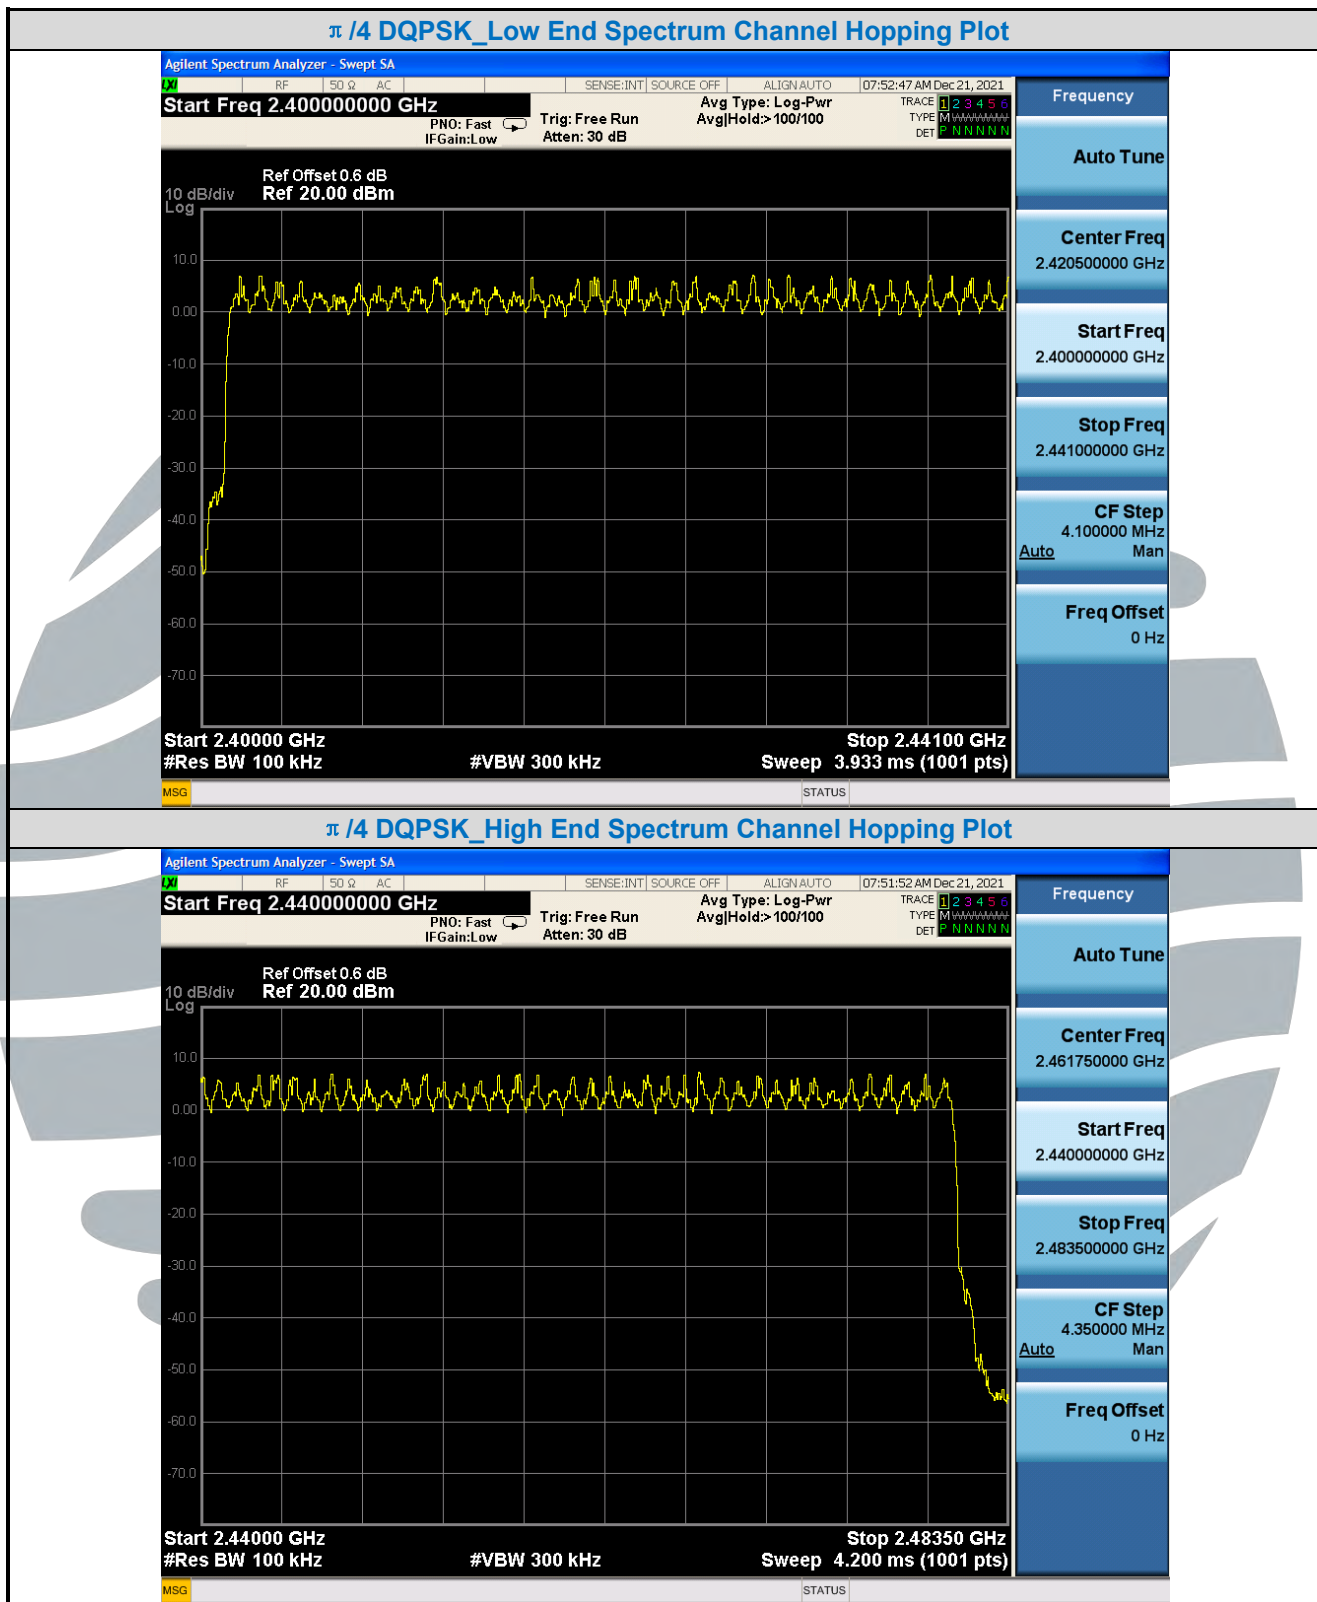 π /4 DQPSK_Low End Spectrum Channel Hopping Plot
Agilent Spectrum Analyzer - Swept SA
LXI RF 50 Ω AC SENSE:INT SOURCE OFF ALIGN AUTO 07:52:47 AM Dec 21, 2021
Start Freq 2.400000000 GHz
PNO: Fast
IFGain:Low
Trig: Free Run
Atten: 30 dB
Avg Type: Log-Pwr
Avg|Hold:>100/100
TRACE 1 2 3 4 5 6
TYPE M
DET P N N N N N
Ref Offset 0.6 dB
10 dB/div Ref 20.00 dBm
Log
10.0
0.00
-10.0
-20.0
-30.0
-40.0
-50.0
-60.0
-70.0
Start 2.40000 GHz Stop 2.44100 GHz
#Res BW 100 kHz #VBW 300 kHz Sweep 3.933 ms (1001 pts)
MSG STATUS
Frequency
Auto Tune
Center Freq
2.420500000 GHz
Start Freq
2.400000000 GHz
Stop Freq
2.441000000 GHz
CF Step
4.100000 MHz
Auto Man
Freq Offset
0 Hz
π /4 DQPSK_High End Spectrum Channel Hopping Plot
Agilent Spectrum Analyzer - Swept SA
LXI RF 50 Ω AC SENSE:INT SOURCE OFF ALIGN AUTO 07:51:52 AM Dec 21, 2021
Start Freq 2.440000000 GHz
PNO: Fast
IFGain:Low
Trig: Free Run
Atten: 30 dB
Avg Type: Log-Pwr
Avg|Hold:>100/100
TRACE 1 2 3 4 5 6
TYPE M
DET P N N N N N
Ref Offset 0.6 dB
10 dB/div Ref 20.00 dBm
Log
10.0
0.00
-10.0
-20.0
-30.0
-40.0
-50.0
-60.0
-70.0
Start 2.44000 GHz Stop 2.48350 GHz
#Res BW 100 kHz #VBW 300 kHz Sweep 4.200 ms (1001 pts)
MSG STATUS
Frequency
Auto Tune
Center Freq
2.461750000 GHz
Start Freq
2.440000000 GHz
Stop Freq
2.483500000 GHz
CF Step
4.350000 MHz
Auto Man
Freq Offset
0 Hz